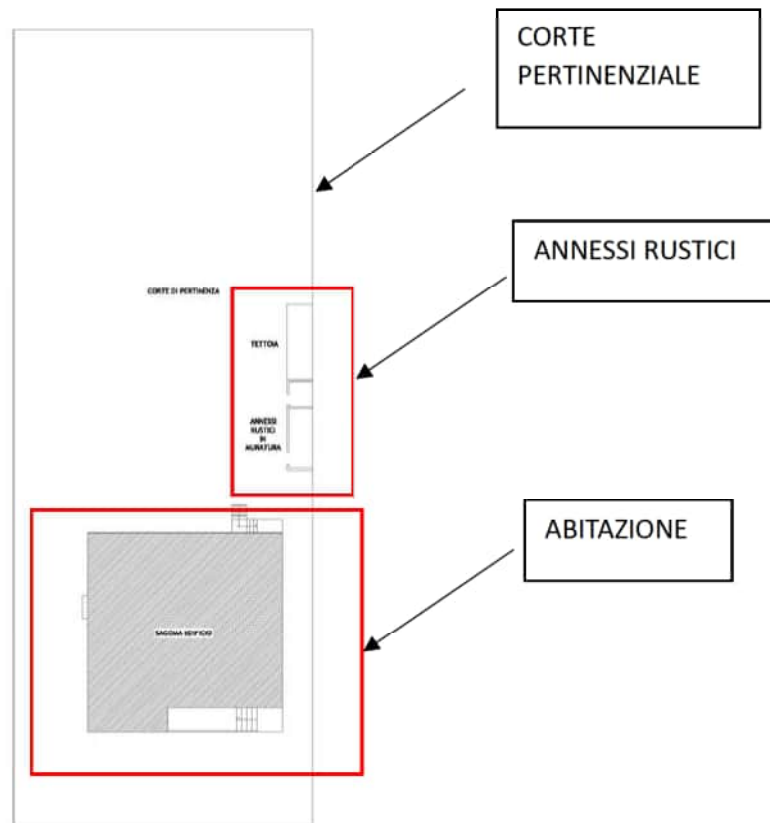 CORTE
PERTINENZIALE
ANNESSI RUSTICI
CORTE DI PERTINENZA
TETTOIA
ANNESSI
RUSTICI
IN
MURATURA
ABITAZIONE
SAGOMA EDIFICIO